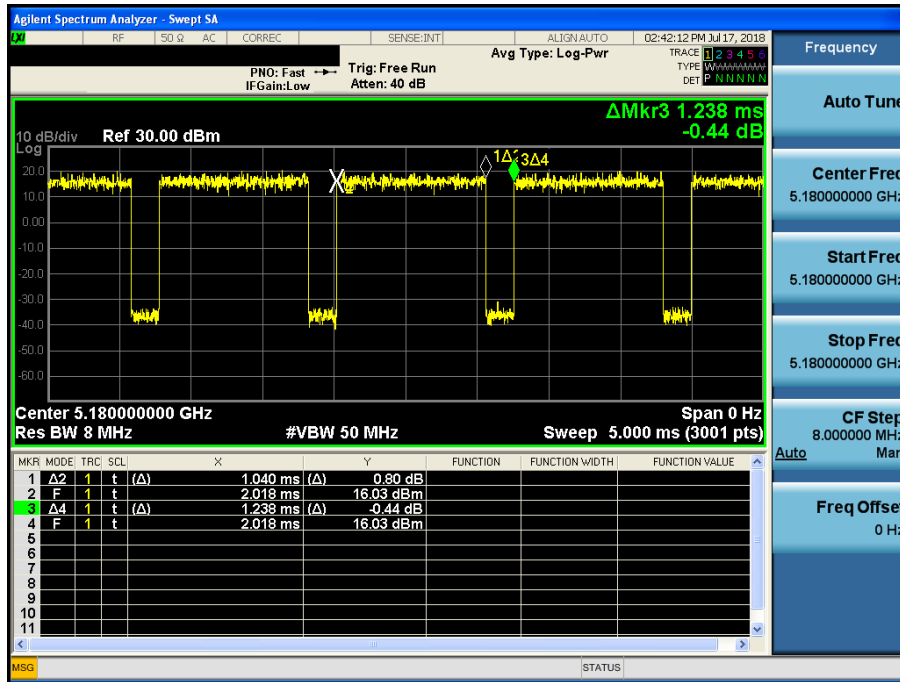 Agilent Spectrum Analyzer - Swept SA
LXI RF 50 Ω AC CORREC SENSE:INT ALIGN AUTO 02:42:12 PM Jul 17, 2018
PNO: Fast
IFGain:Low
Trig: Free Run
Atten: 40 dB
Avg Type: Log-Pwr
TRACE 1 2 3 4 5 6
TYPE WWWWWW
DET P N N N N N
ΔMkr3 1.238 ms
-0.44 dB
10 dB/div Ref 30.00 dBm
Log
20.0
10.0
0.00
-10.0
-20.0
-30.0
-40.0
-50.0
-60.0
3Δ4
Center 5.180000000 GHz Span 0 Hz
Res BW 8 MHz #VBW 50 MHz Sweep 5.000 ms (3001 pts)
MKR MODE TRC SCL X Y FUNCTION FUNCTION WIDTH FUNCTION VALUE
1 Δ2 1 t (Δ) 1.040 ms (Δ) 0.80 dB
2 F 1 t 2.018 ms 16.03 dBm
3 Δ4 1 t (Δ) 1.238 ms (Δ) -0.44 dB
4 F 1 t 2.018 ms 16.03 dBm
5
6
7
8
9
10
11
MSG STATUS
Frequency
Auto Tune
Center Freq
5.180000000 GHz
Start Freq
5.180000000 GHz
Stop Freq
5.180000000 GHz
CF Step
8.000000 MHz
Auto Man
Freq Offset
0 Hz